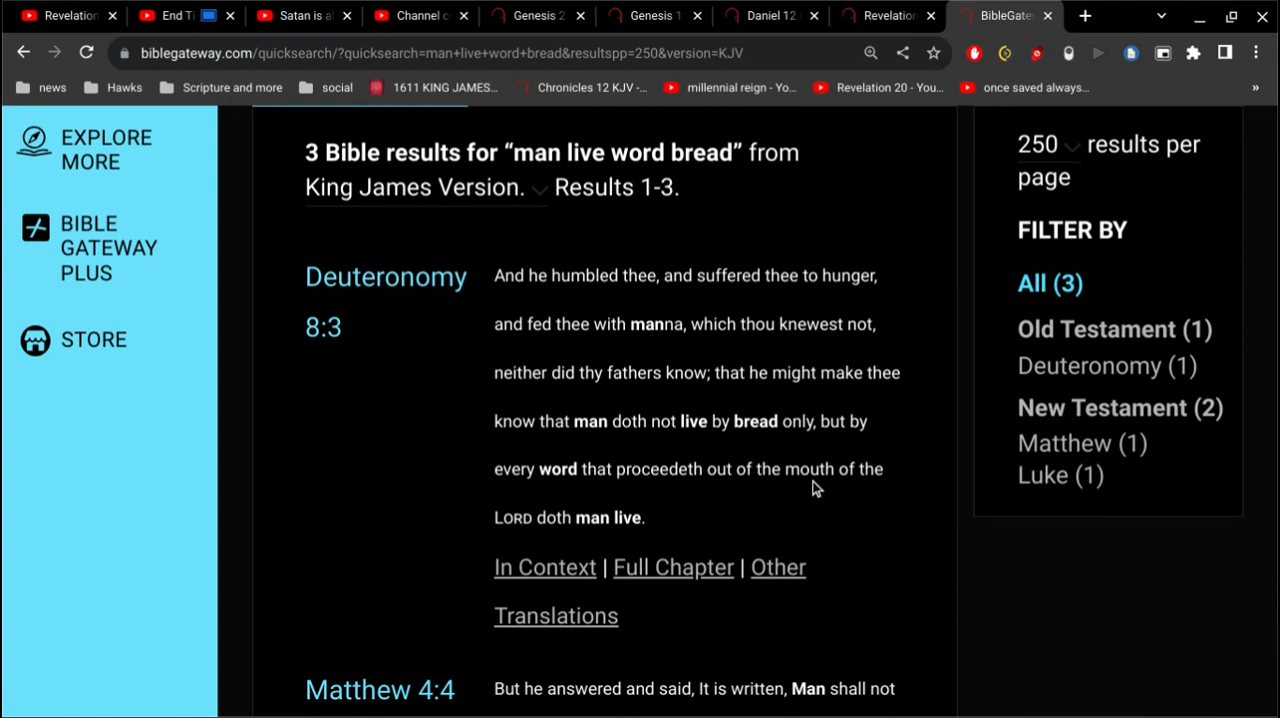 Revelation
End Ti
Satan is a
Channel c
Genesis 2
Genesis 1
Daniel 12
Revelation
BibleGate
biblegateway.com/quicksearch/?quicksearch=man+live+word+bread&resultspp=250&version=KJV
news
Hawks
Scripture and more
social
1611 KING JAMES...
Chronicles 12 KJV -...
millennial reign - Yo...
Revelation 20 - You...
once saved always...
»
EXPLORE
MORE
BIBLE
GATEWAY
PLUS
STORE
3 Bible results for “man live word bread” from
King James Version. Results 1-3.
Deuteronomy
8:3
And he humbled thee, and suffered thee to hunger,
and fed thee with manna, which thou knewest not,
neither did thy fathers know; that he might make thee
know that man doth not live by bread only, but by
every word that proceedeth out of the mouth of the
LORD doth man live.
In Context | Full Chapter | Other
Translations
Matthew 4:4
But he answered and said, It is written, Man shall not
250 results per
page
FILTER BY
All (3)
Old Testament (1)
Deuteronomy (1)
New Testament (2)
Matthew (1)
Luke (1)